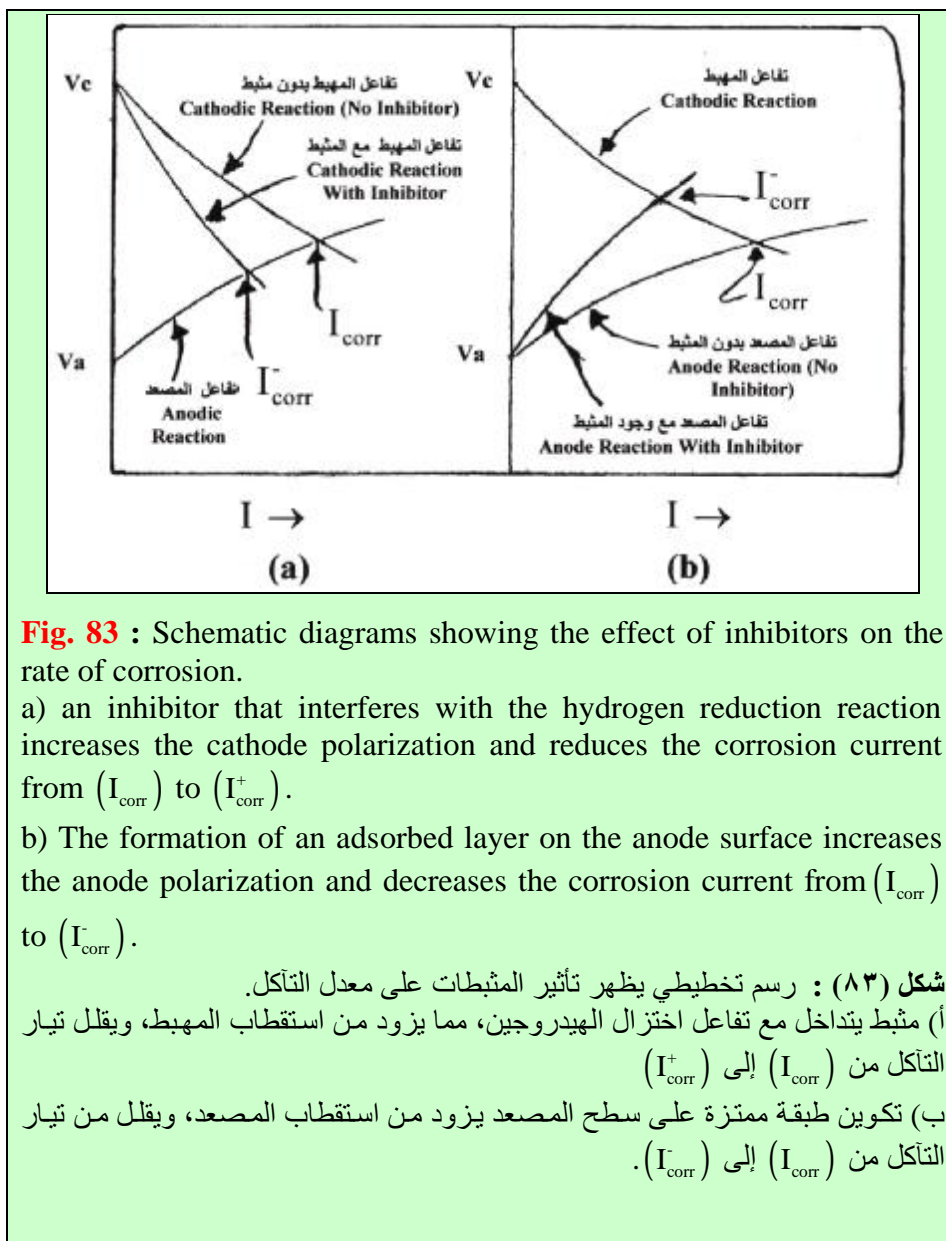 Vc
تفاعل المهبط بدون مثبط
Cathodic Reaction (No Inhibitor)
تفاعل المهبط مع المثبط
Cathodic Reaction
With Inhibitor
I corr
I⁻corr
Va
تفاعل المصعد
Anodic
Reaction
I →
(a)
Vc
تفاعل المهبط
Cathodic Reaction
I⁻corr
I corr
Va
تفاعل المصعد بدون المثبط
Anode Reaction (No
Inhibitor)
تفاعل المصعد مع وجود المثبط
Anode Reaction With Inhibitor
I →
(b)
Fig. 83 : Schematic diagrams showing the effect of inhibitors on the
rate of corrosion.
a) an inhibitor that interferes with the hydrogen reduction reaction
increases the cathode polarization and reduces the corrosion current
from (I corr) to (I⁺corr).
b) The formation of an adsorbed layer on the anode surface increases
the anode polarization and decreases the corrosion current from (I corr)
to (I⁻corr).
شكل (٨٣) : رسم تخطيطي يظهر تأثير المثبطات على معدل التآكل.
أ) مثبط يتداخل مع تفاعل اختزال الهيدروجين، مما يزود من استقطاب المهبط، ويقلل تيار
التآكل من (I corr) إلى (I⁺corr)
ب) تكوين طبقة ممتزة على سطح المصعد يزود من استقطاب المصعد، ويقلل من تيار
التآكل من (I corr) إلى (I⁻corr).